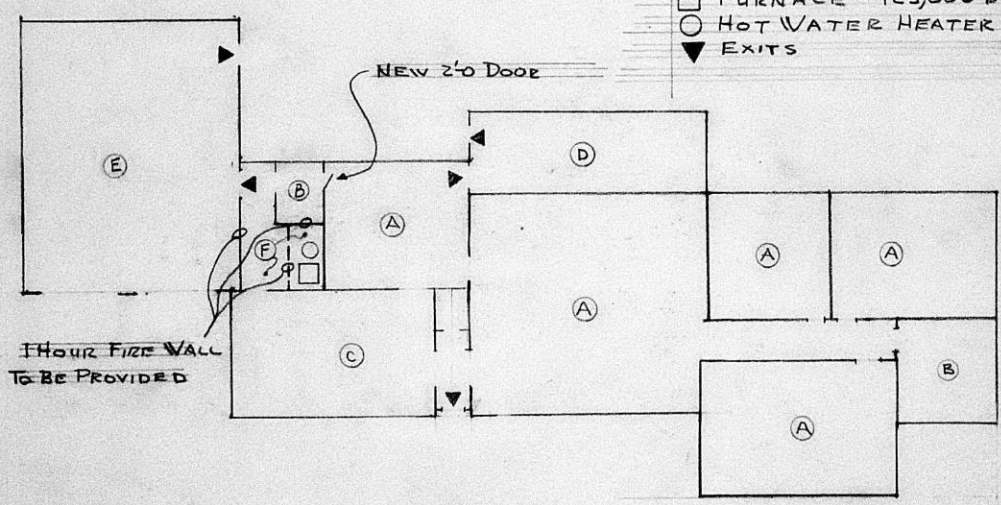 FURNACE
HOT WATER HEATER
EXITS
NEW 2'0 DOOR
E
D
B
A
F
A
A
A
C
B
A
1 HOUR FIRE WALL
TO BE PROVIDED